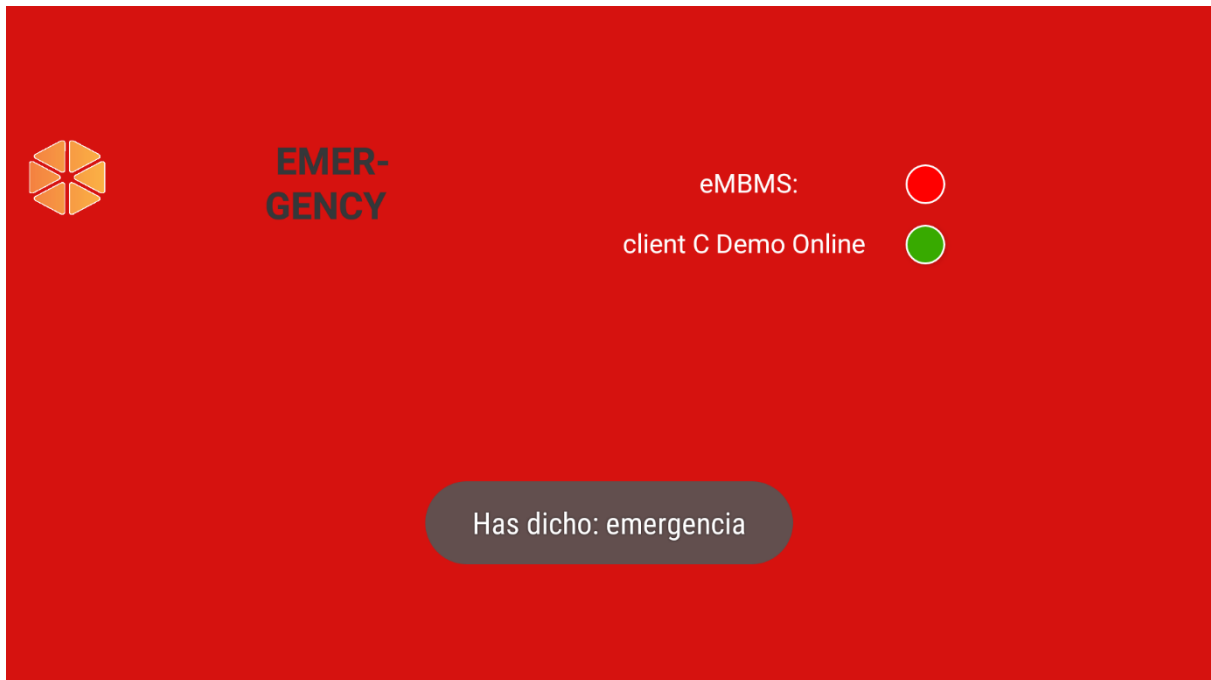 EMER-
GENCY
eMBMS:
client C Demo Online
Has dicho: emergencia